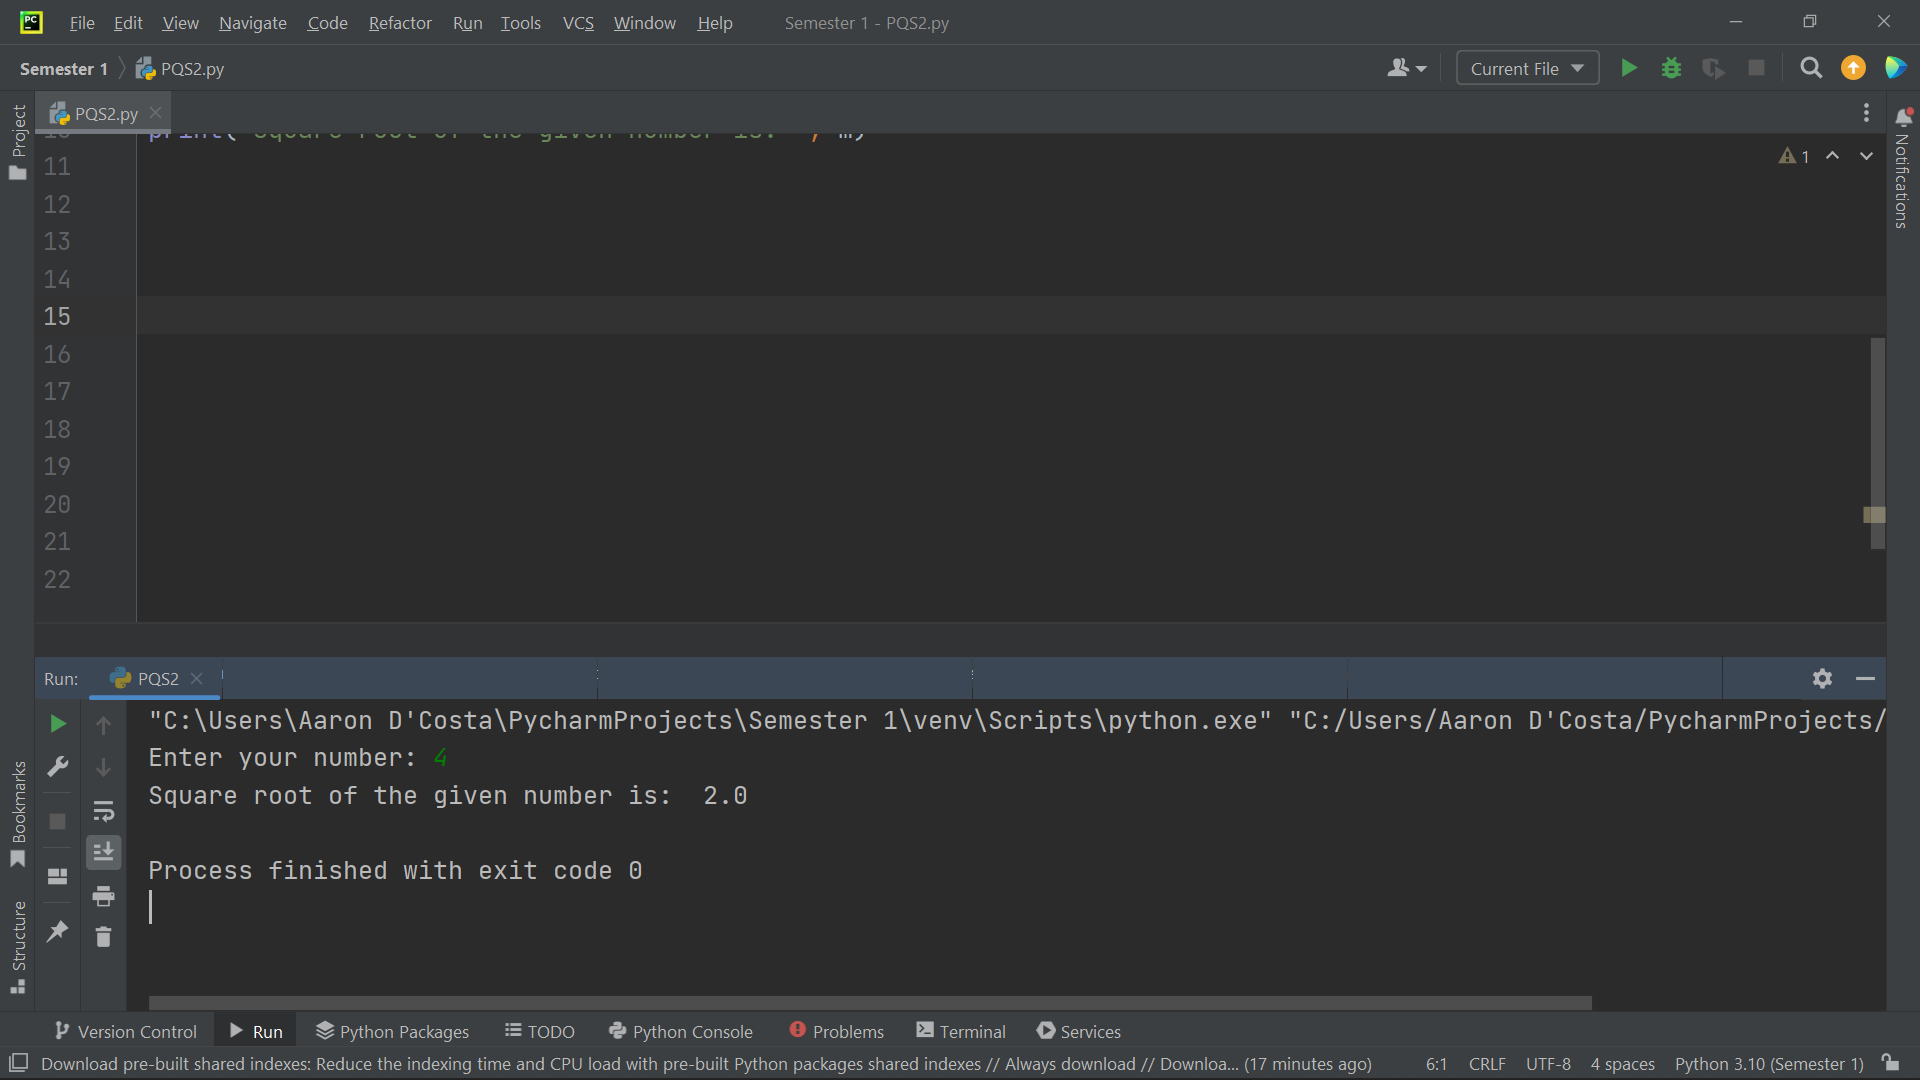 File Edit View Navigate Code Refactor Run Tools VCS Window Help Semester 1 - PQS2.py
Semester 1 PQS2.py Current File
PQS2.py
Project
Notifications
1
11
12
13
14
15
16
17
18
19
20
21
22
Run: PQS2
"C:\Users\Aaron D'Costa\PycharmProjects\Semester 1\venv\Scripts\python.exe" "C:/Users/Aaron D'Costa/PycharmProjects/
Enter your number: 4
Square root of the given number is:  2.0
Process finished with exit code 0
Bookmarks
Structure
Version Control Run Python Packages TODO Python Console Problems Terminal Services
Download pre-built shared indexes: Reduce the indexing time and CPU load with pre-built Python packages shared indexes // Always download // Downloa... (17 minutes ago) 6:1 CRLF UTF-8 4 spaces Python 3.10 (Semester 1)